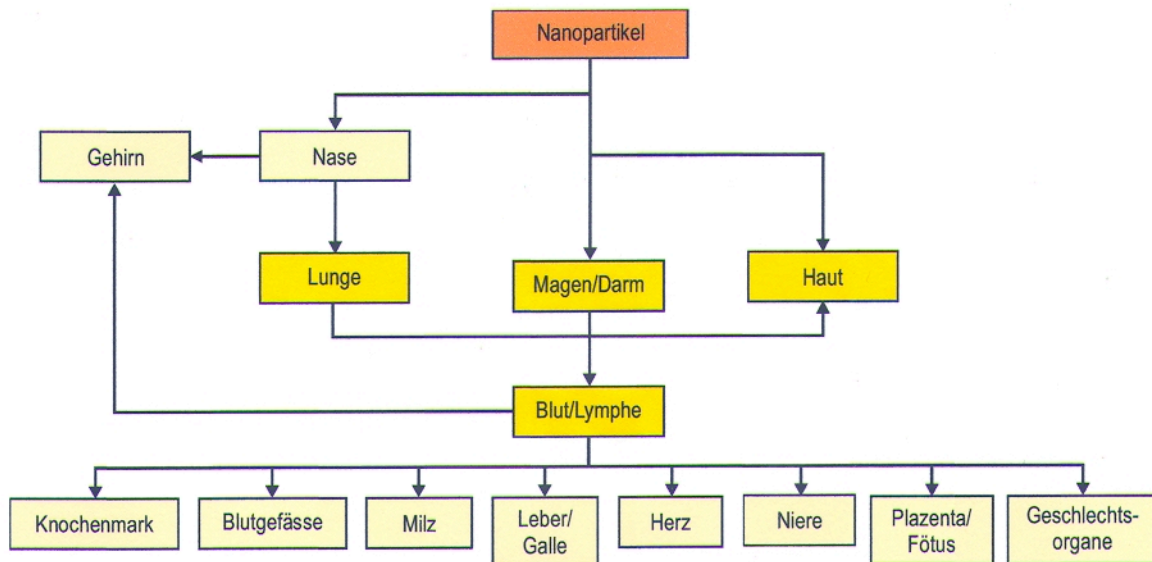 Nanopartikel
Gehirn
Nase
Lunge
Magen/Darm
Haut
Blut/Lymphe
Knochenmark
Blutgefässe
Milz
Leber/
Galle
Herz
Niere
Plazenta/
Fötus
Geschlechts-
organe